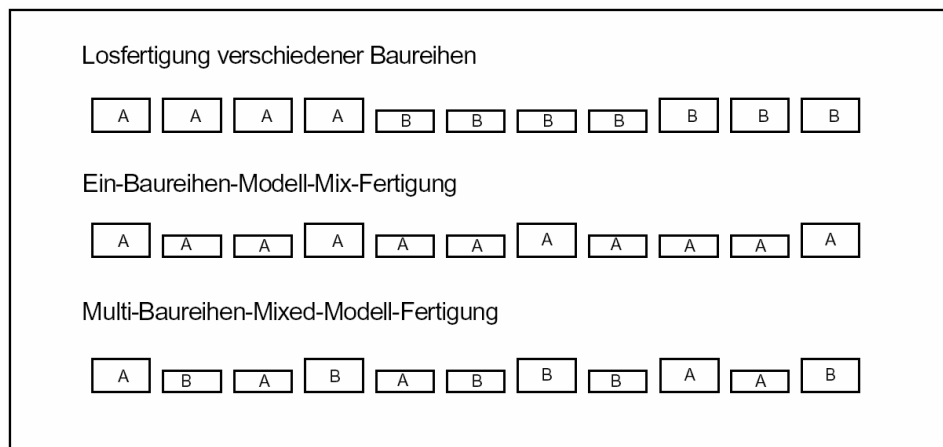 Losfertigung verschiedener Baureihen
A A A A B B B B B B B
Ein-Baureihen-Modell-Mix-Fertigung
A A A A A A A A A A A
Multi-Baureihen-Mixed-Modell-Fertigung
A B A B A B B B A A B